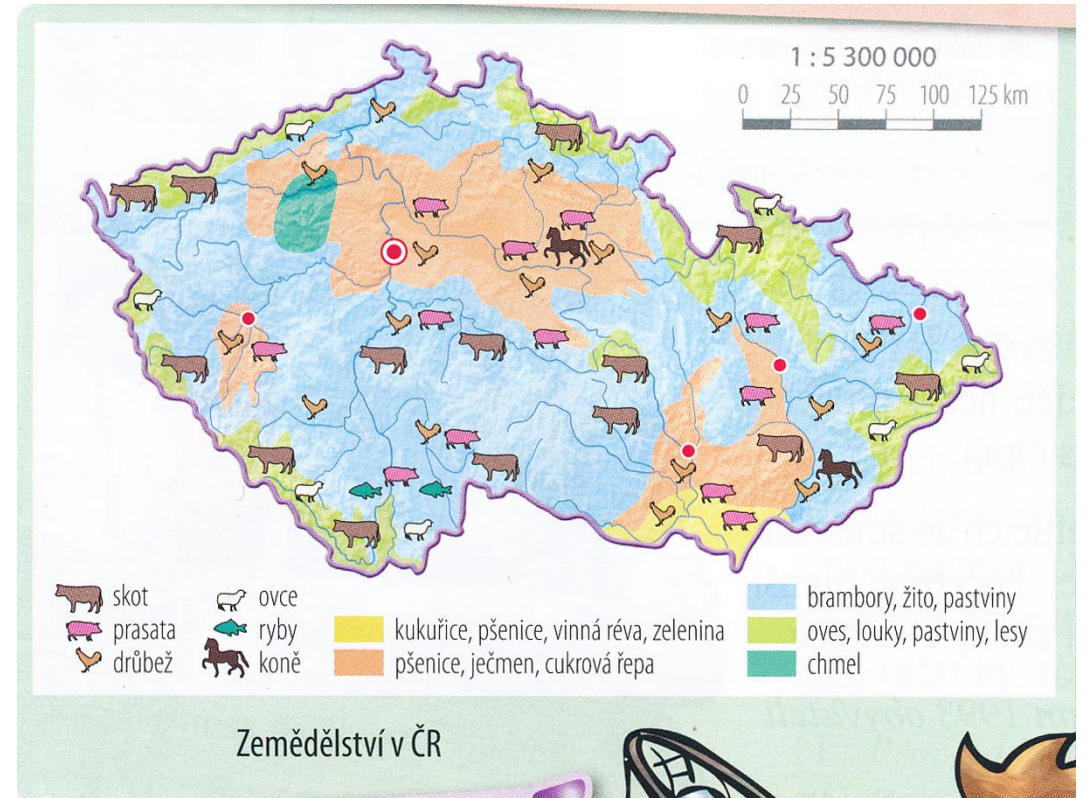 1 : 5 300 000
0 25 50 75 100 125 km
skot
prasata
drůbež
ovce
ryby
koně
kukuřice, pšenice, vinná réva, zelenina
pšenice, ječmen, cukrová řepa
brambory, žito, pastviny
oves, louky, pastviny, lesy
chmel
Zemědělství v ČR